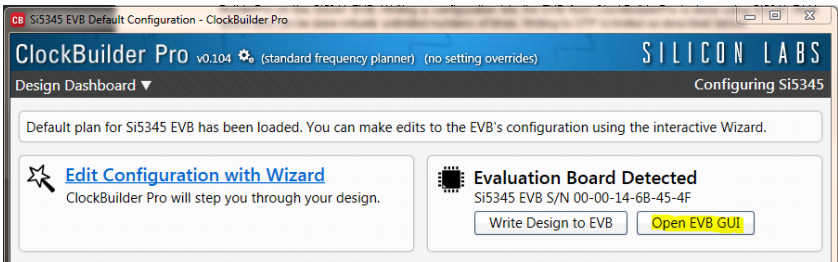 Si5345 EVB Default Configuration - ClockBuilder Pro
ClockBuilder Pro v0.104 (standard frequency planner) (no setting overrides) SILICON LABS
Design Dashboard ▼ Configuring Si5345
Default plan for Si5345 EVB has been loaded. You can make edits to the EVB's configuration using the interactive Wizard.
Edit Configuration with Wizard
ClockBuilder Pro will step you through your design.
Evaluation Board Detected
Si5345 EVB S/N 00-00-14-6B-45-4F
Write Design to EVB Open EVB GUI